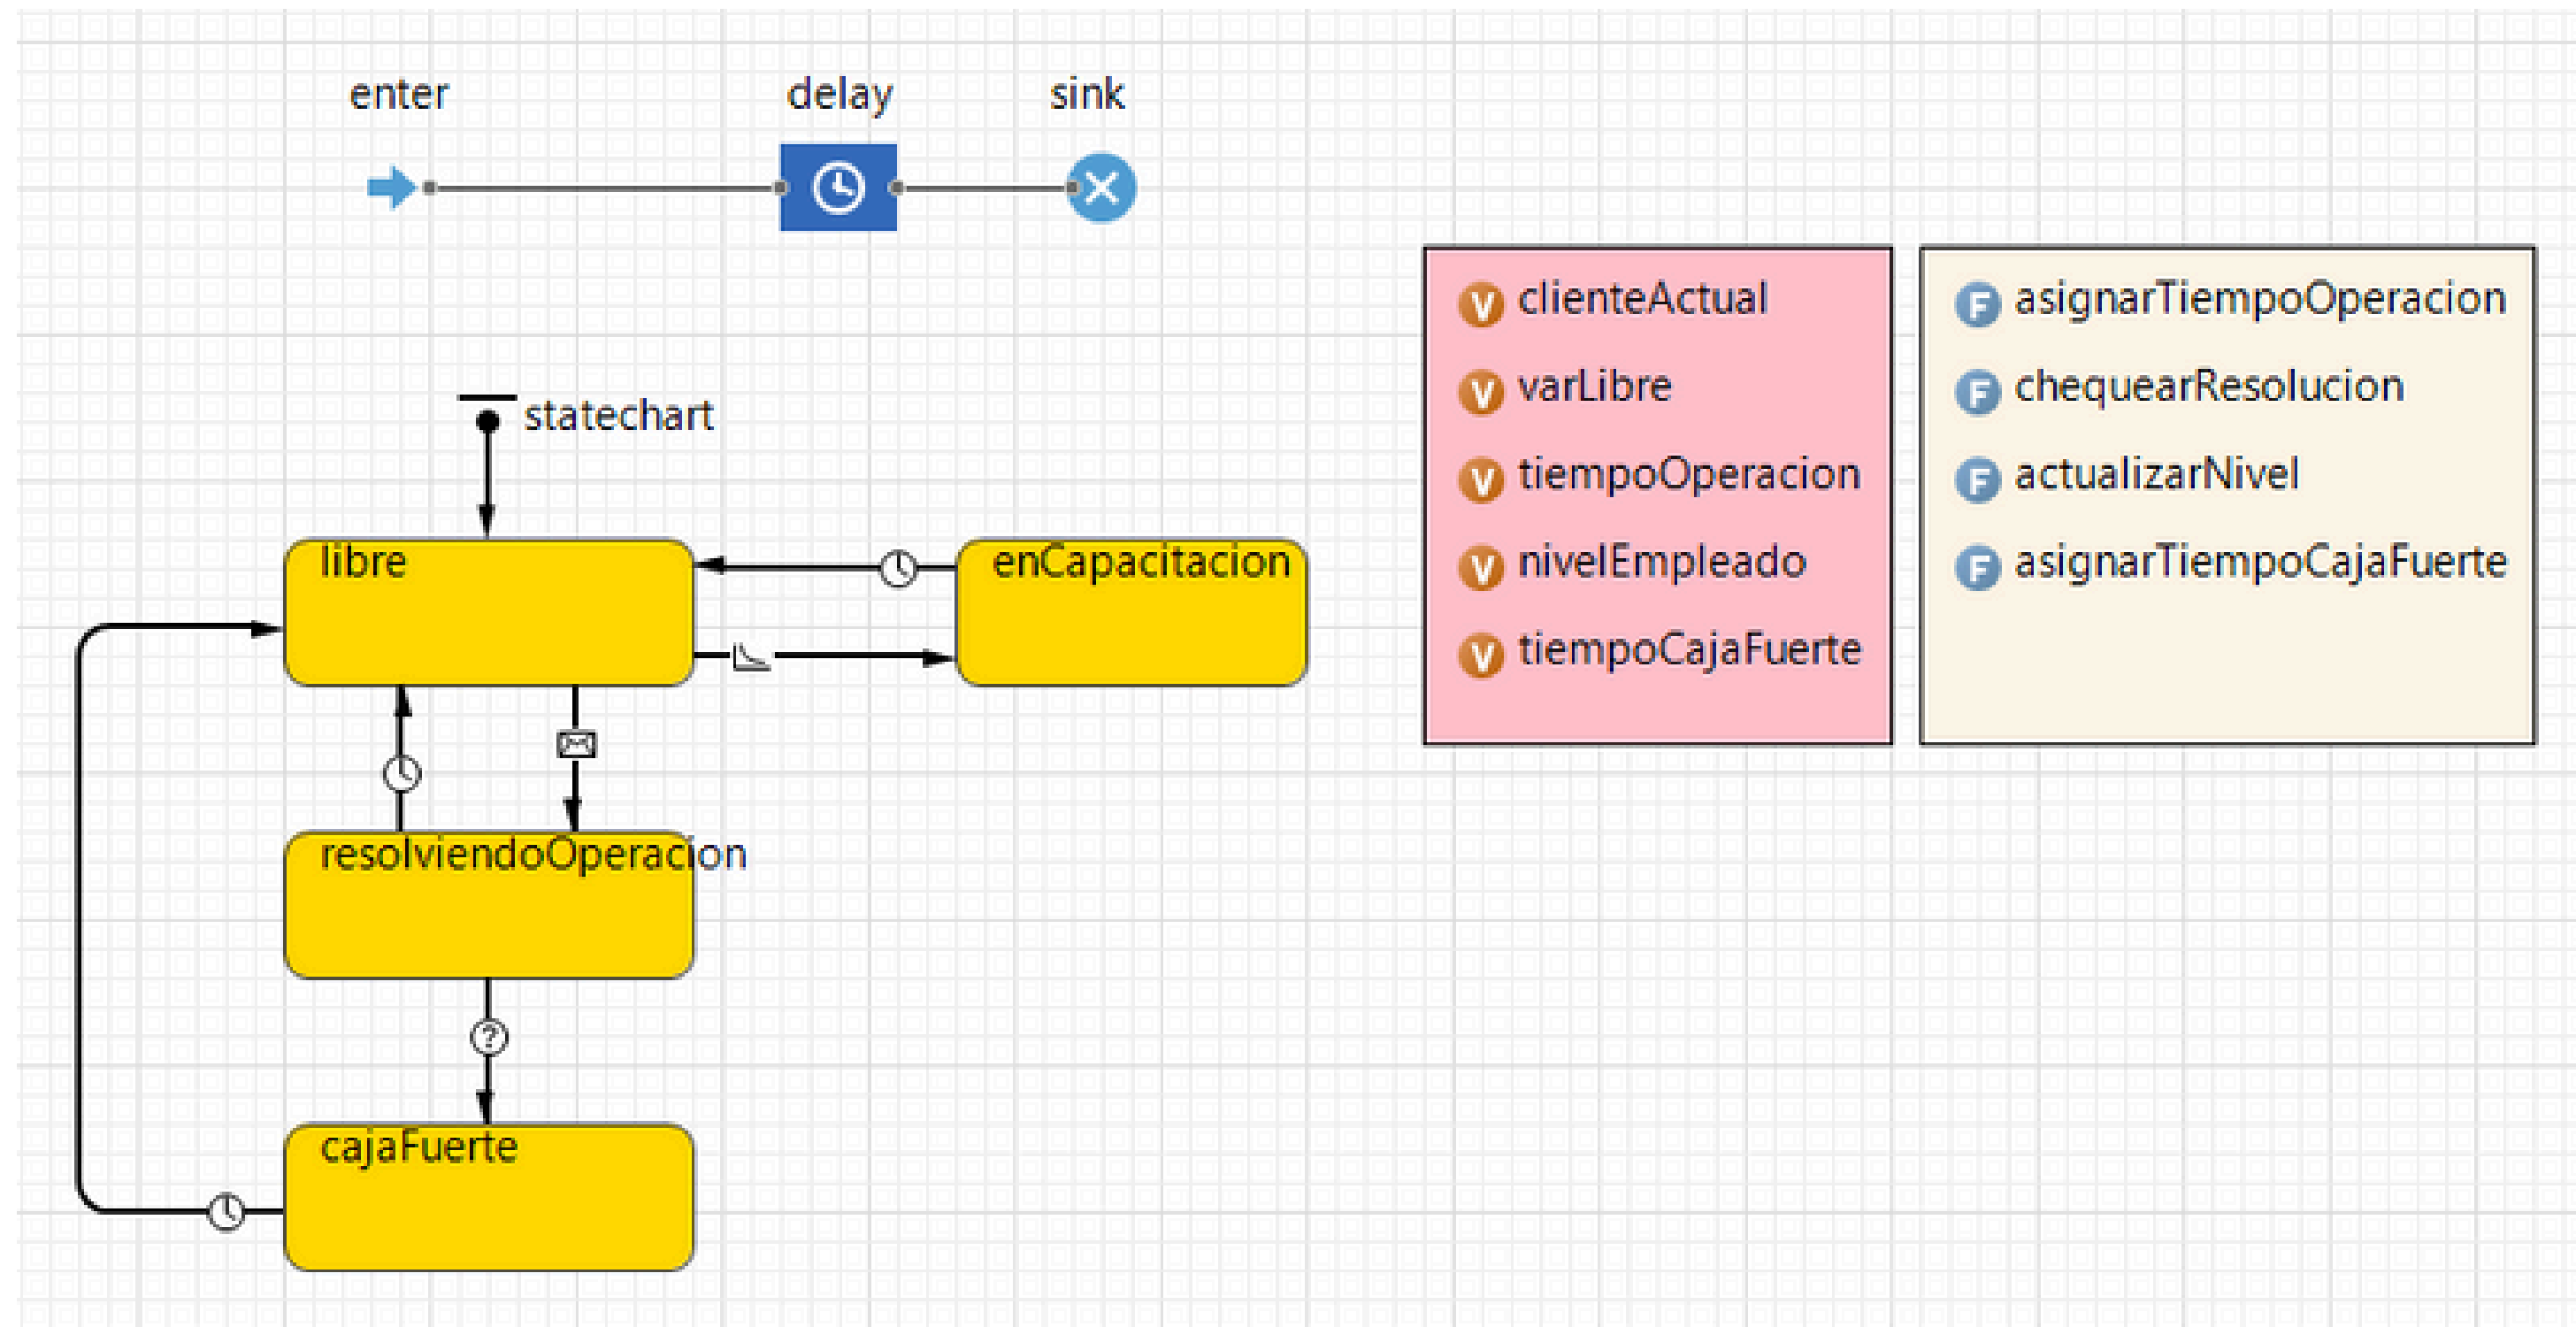 enter
delay
sink
statechart
libre
enCapacitacion
resolviendoOperacion
cajaFuerte
V clienteActual
V varLibre
V tiempoOperacion
V nivelEmpleado
V tiempoCajaFuerte
F asignarTiempoOperacion
F chequearResolucion
F actualizarNivel
F asignarTiempoCajaFuerte
?